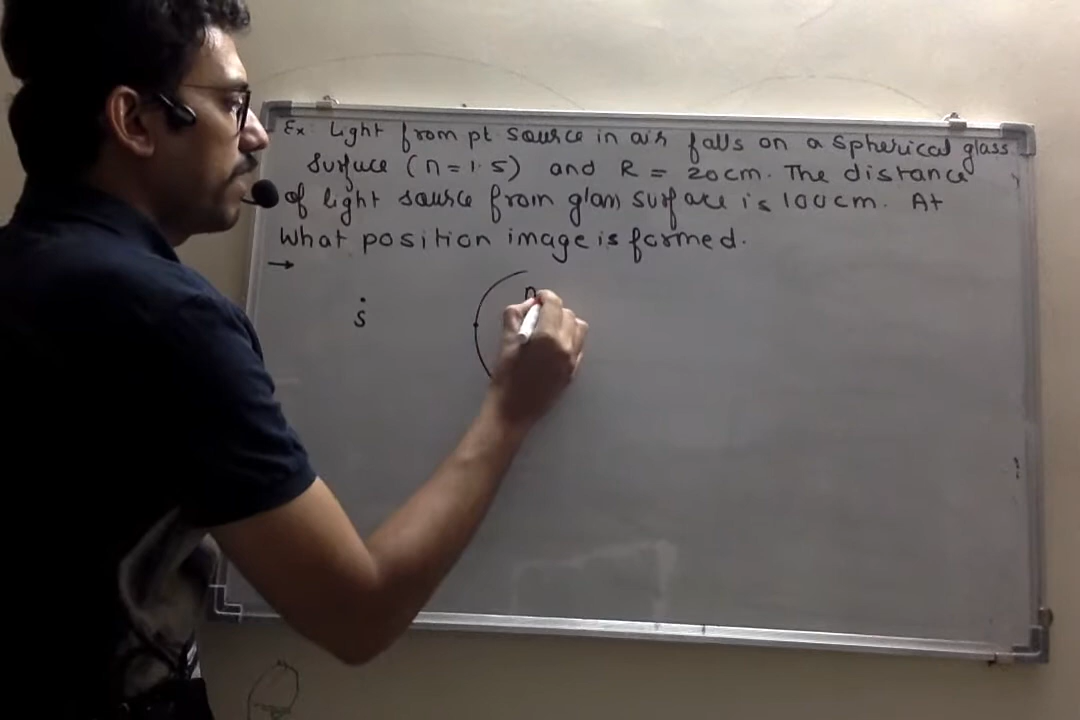 Ex. Light from pt. source in air falls on a spherical glass
surface (n=1.5) and R = 20cm. The distance
of light source from glass surface is 100cm. At
What position image is formed.
→
S
n